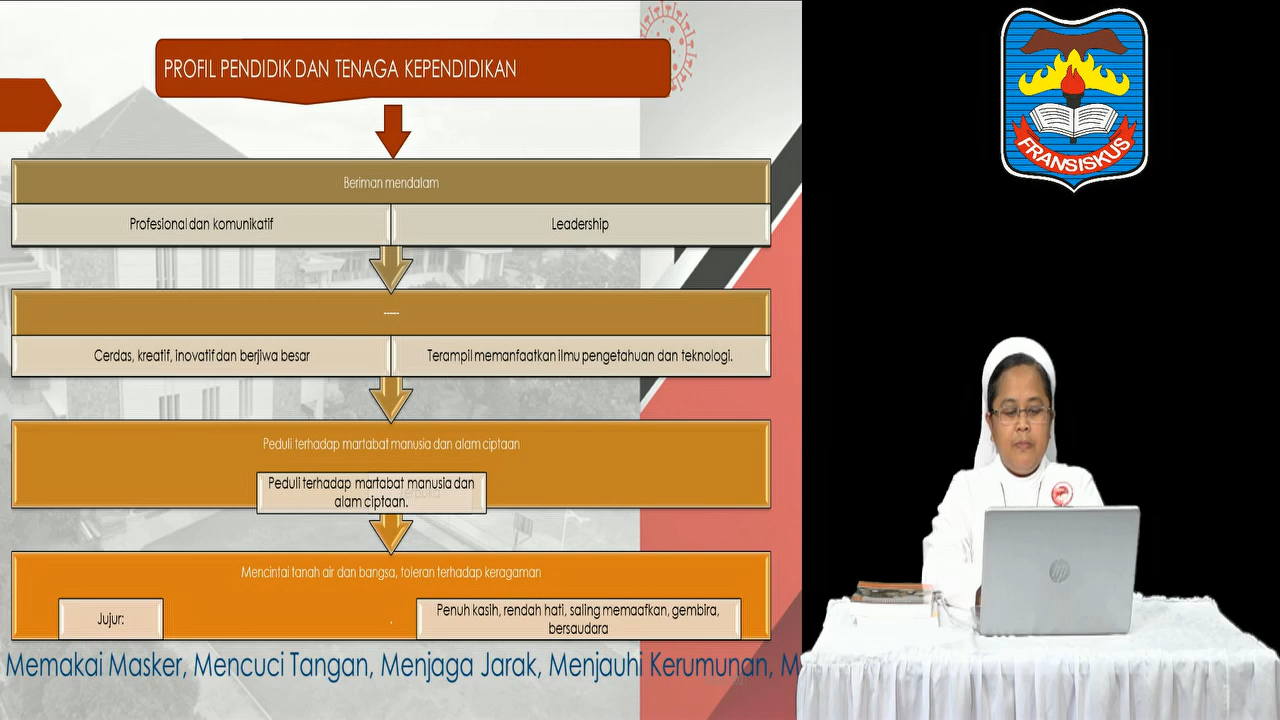 PROFIL PENDIDIK DAN TENAGA KEPENDIDIKAN
Beriman mendalam
Profesional dan komunikatif
Leadership
-----
Cerdas, kreatif, inovatif dan berjiwa besar
Terampil memanfaatkan ilmu pengetahuan dan teknologi.
Peduli terhadap martabat manusia dan alam ciptaan
Peduli terhadap martabat manusia dan
alam ciptaan.
Mencintai tanah air dan bangsa, toleran terhadap keragaman
Jujur:
.
Penuh kasih, rendah hati, saling memaafkan, gembira,
bersaudara
Memakai Masker, Mencuci Tangan, Menjaga Jarak, Menjauhi Kerumunan, M
FRANSISKUS
hp